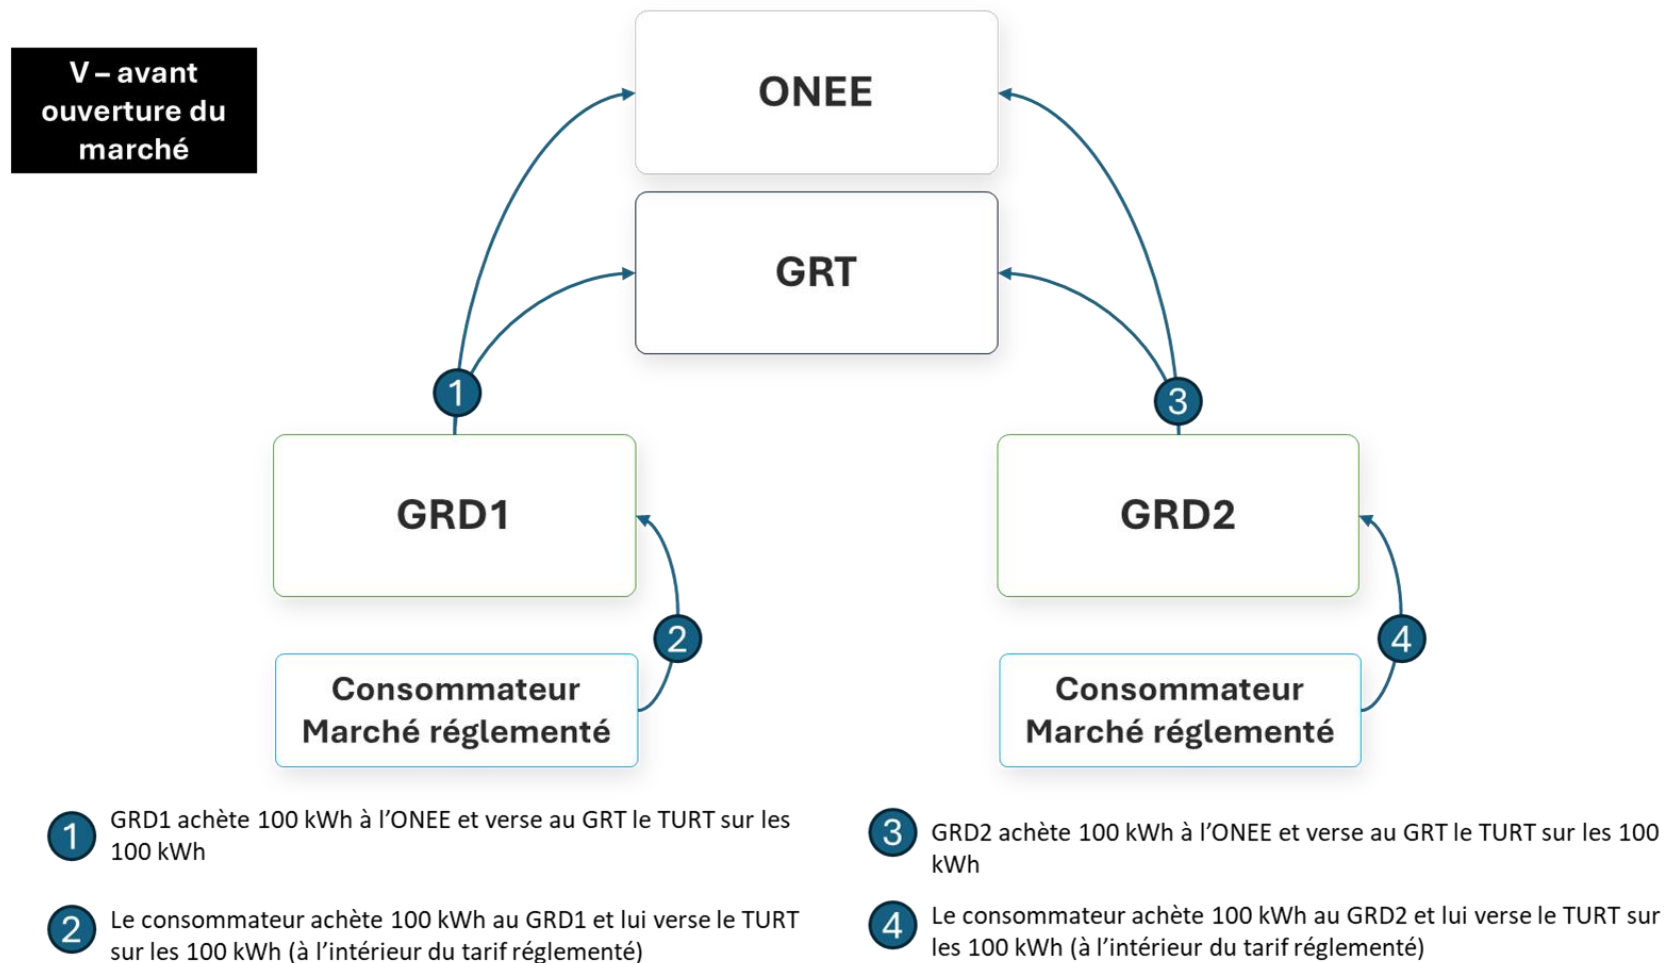 V – avant
ouverture du
marché
ONEE
GRT
1
3
GRD1
GRD2
2
4
Consommateur
Marché réglementé
Consommateur
Marché réglementé
1
GRD1 achète 100 kWh à l’ONEE et verse au GRT le TURT sur les
100 kWh
2
Le consommateur achète 100 kWh au GRD1 et lui verse le TURT
sur les 100 kWh (à l’intérieur du tarif réglementé)
3
GRD2 achète 100 kWh à l’ONEE et verse au GRT le TURT sur les 100
kWh
4
Le consommateur achète 100 kWh au GRD2 et lui verse le TURT sur
les 100 kWh (à l’intérieur du tarif réglementé)